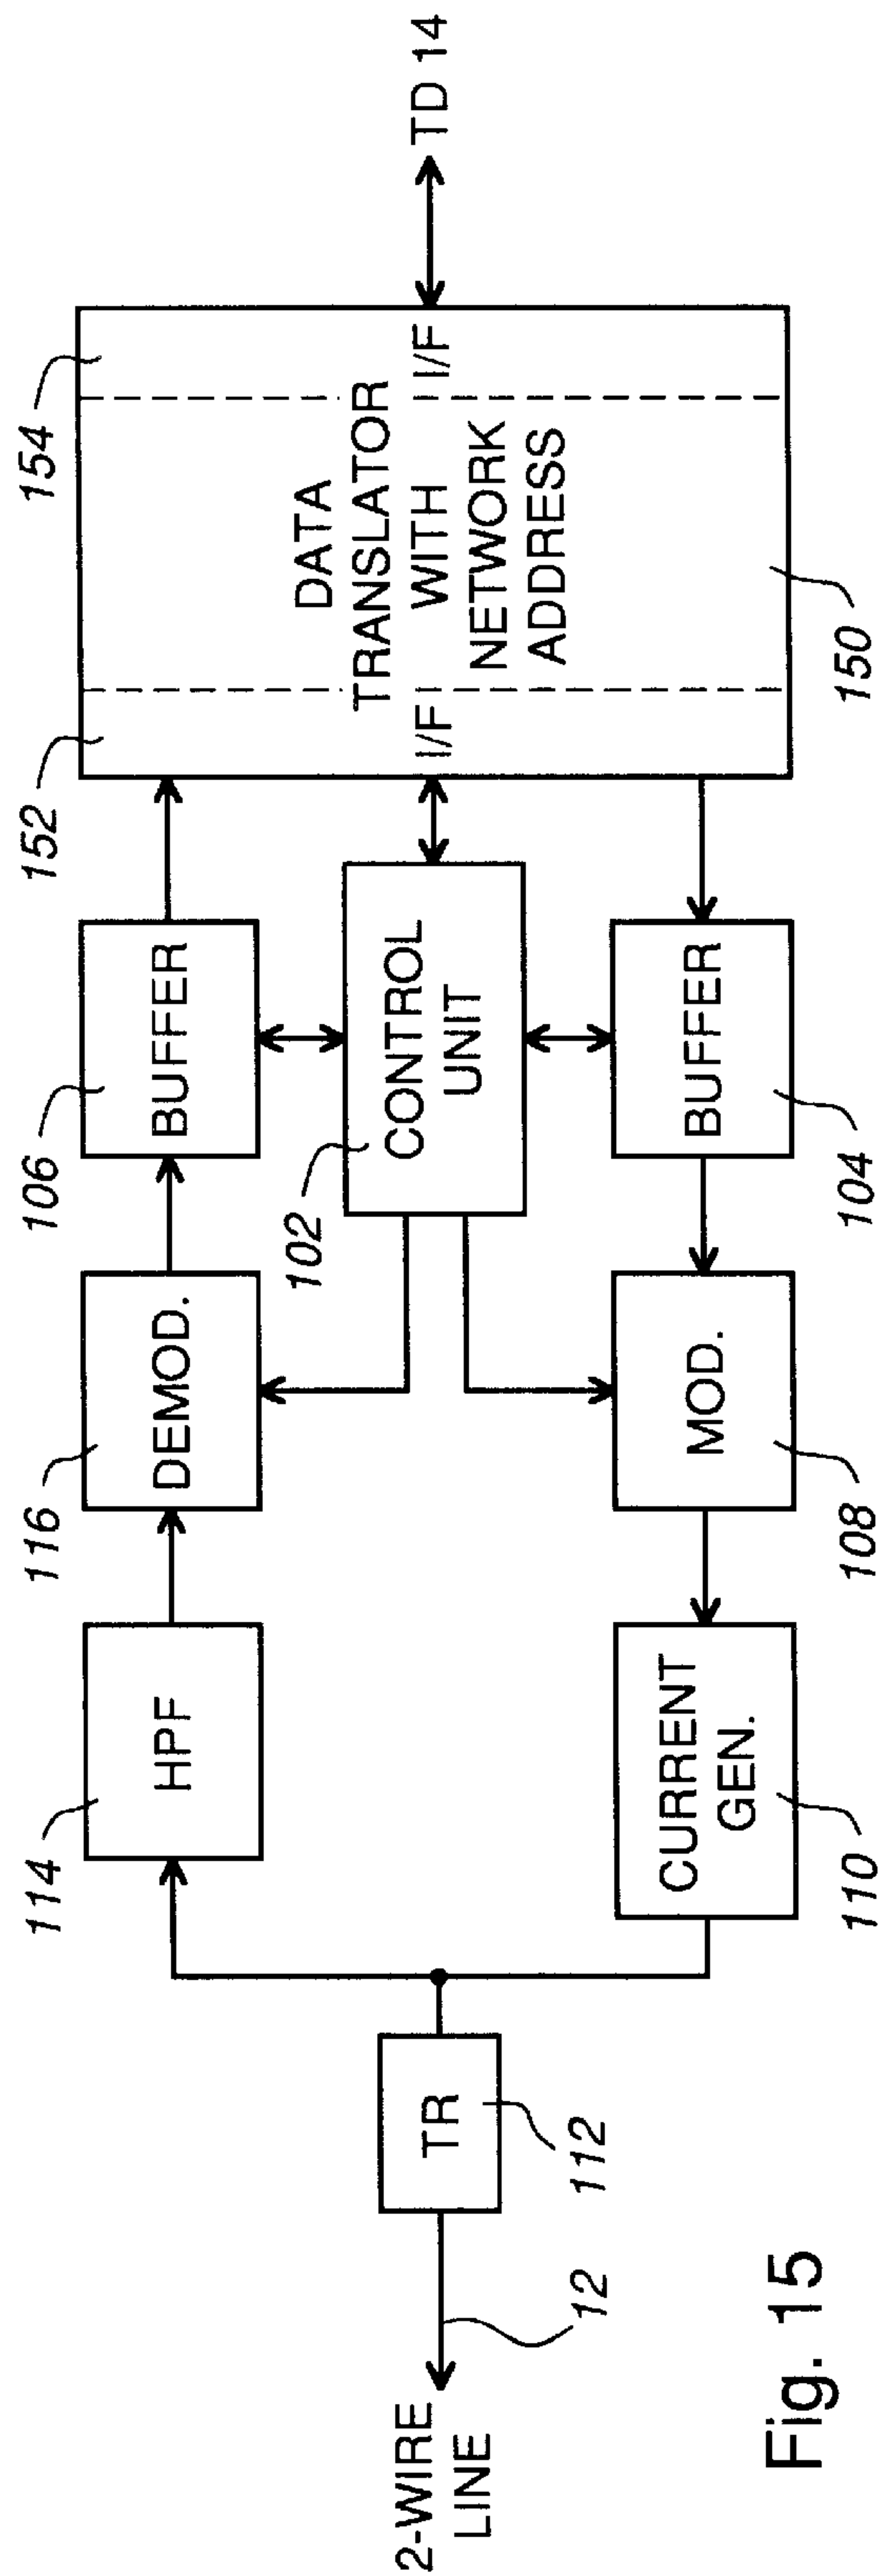 2-WIRE
LINE
12
TR
112
114
HPF
116
DEMOD.
106
BUFFER
102
CONTROL
UNIT
CURRENT
GEN.
110
MOD.
108
BUFFER
104
152
I/F
DATA
TRANSLATOR
WITH
NETWORK
ADDRESS
150
154
I/F
TD 14
Fig. 15